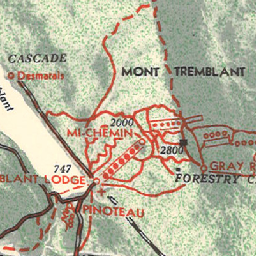 CASCADE
Desmarais
MONT TREMBLANT
2000
MI-CHEMIN
2800
747
GRAY
BLANT LODGE
FORESTRY
PINOTEAU